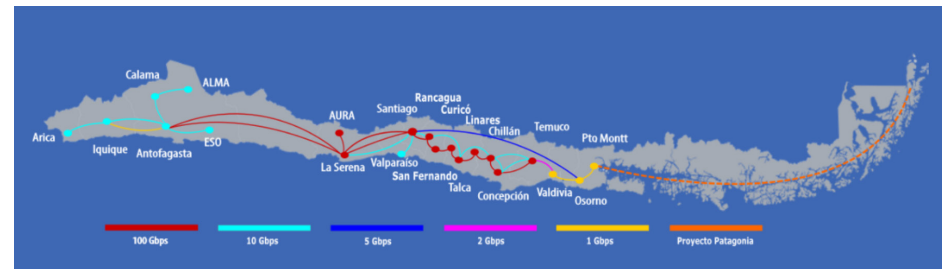 Calama
ALMA
Arica
Iquique
Antofagasta
ESO
AURA
La Serena
Santiago
Valparaíso
Rancagua
Curicó
Linares
Chillán
San Fernando
Talca
Concepción
Temuco
Valdivia
Osorno
Pto Montt
100 Gbps
10 Gbps
5 Gbps
2 Gbps
1 Gbps
Proyecto Patagonia